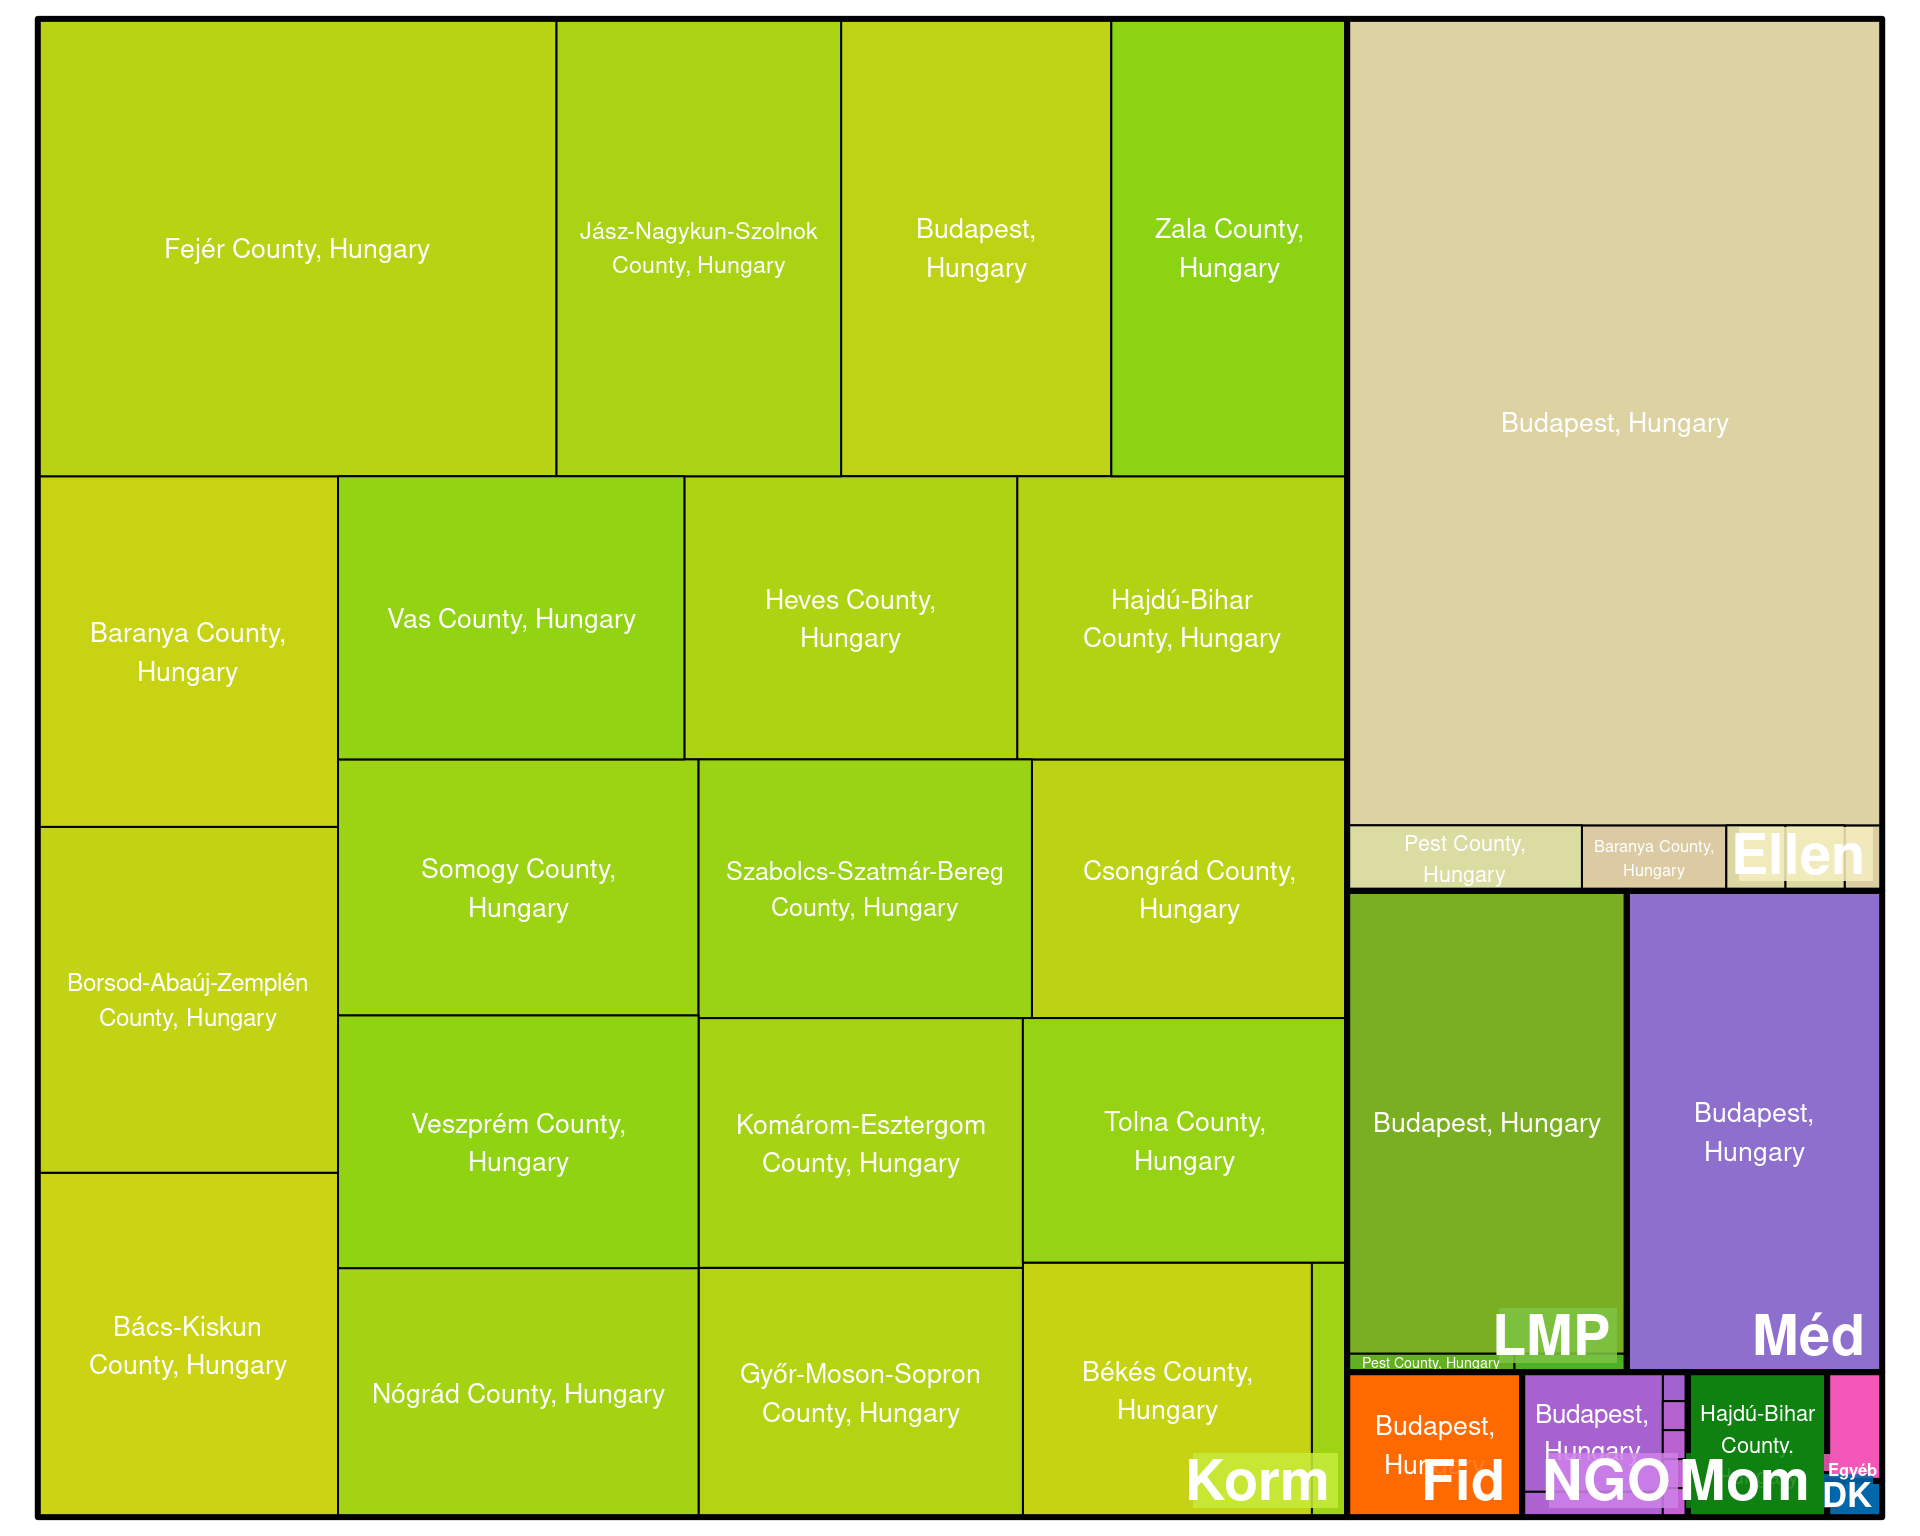 Fejér County, Hungary
Jász-Nagykun-Szolnok
County, Hungary
Budapest,
Hungary
Zala County,
Hungary
Budapest, Hungary
Baranya County,
Hungary
Vas County, Hungary
Heves County,
Hungary
Hajdú-Bihar
County, Hungary
Somogy County,
Hungary
Szabolcs-Szatmár-Bereg
County, Hungary
Csongrád County,
Hungary
Pest County,
Hungary
Baranya County,
Hungary
Ellen
Borsod-Abaúj-Zemplén
County, Hungary
Veszprém County,
Hungary
Komárom-Esztergom
County, Hungary
Tolna County,
Hungary
Budapest, Hungary
Budapest,
Hungary
Bács-Kiskun
County, Hungary
Nógrád County, Hungary
Győr-Moson-Sopron
County, Hungary
Békés County,
Hungary
Korm
LMP
Pest County, Hungary
Méd
Budapest,
Hungary
Fid
Budapest,
Hungary
NGO
Hajdú-Bihar
County,
Mom
Egyéb
DK